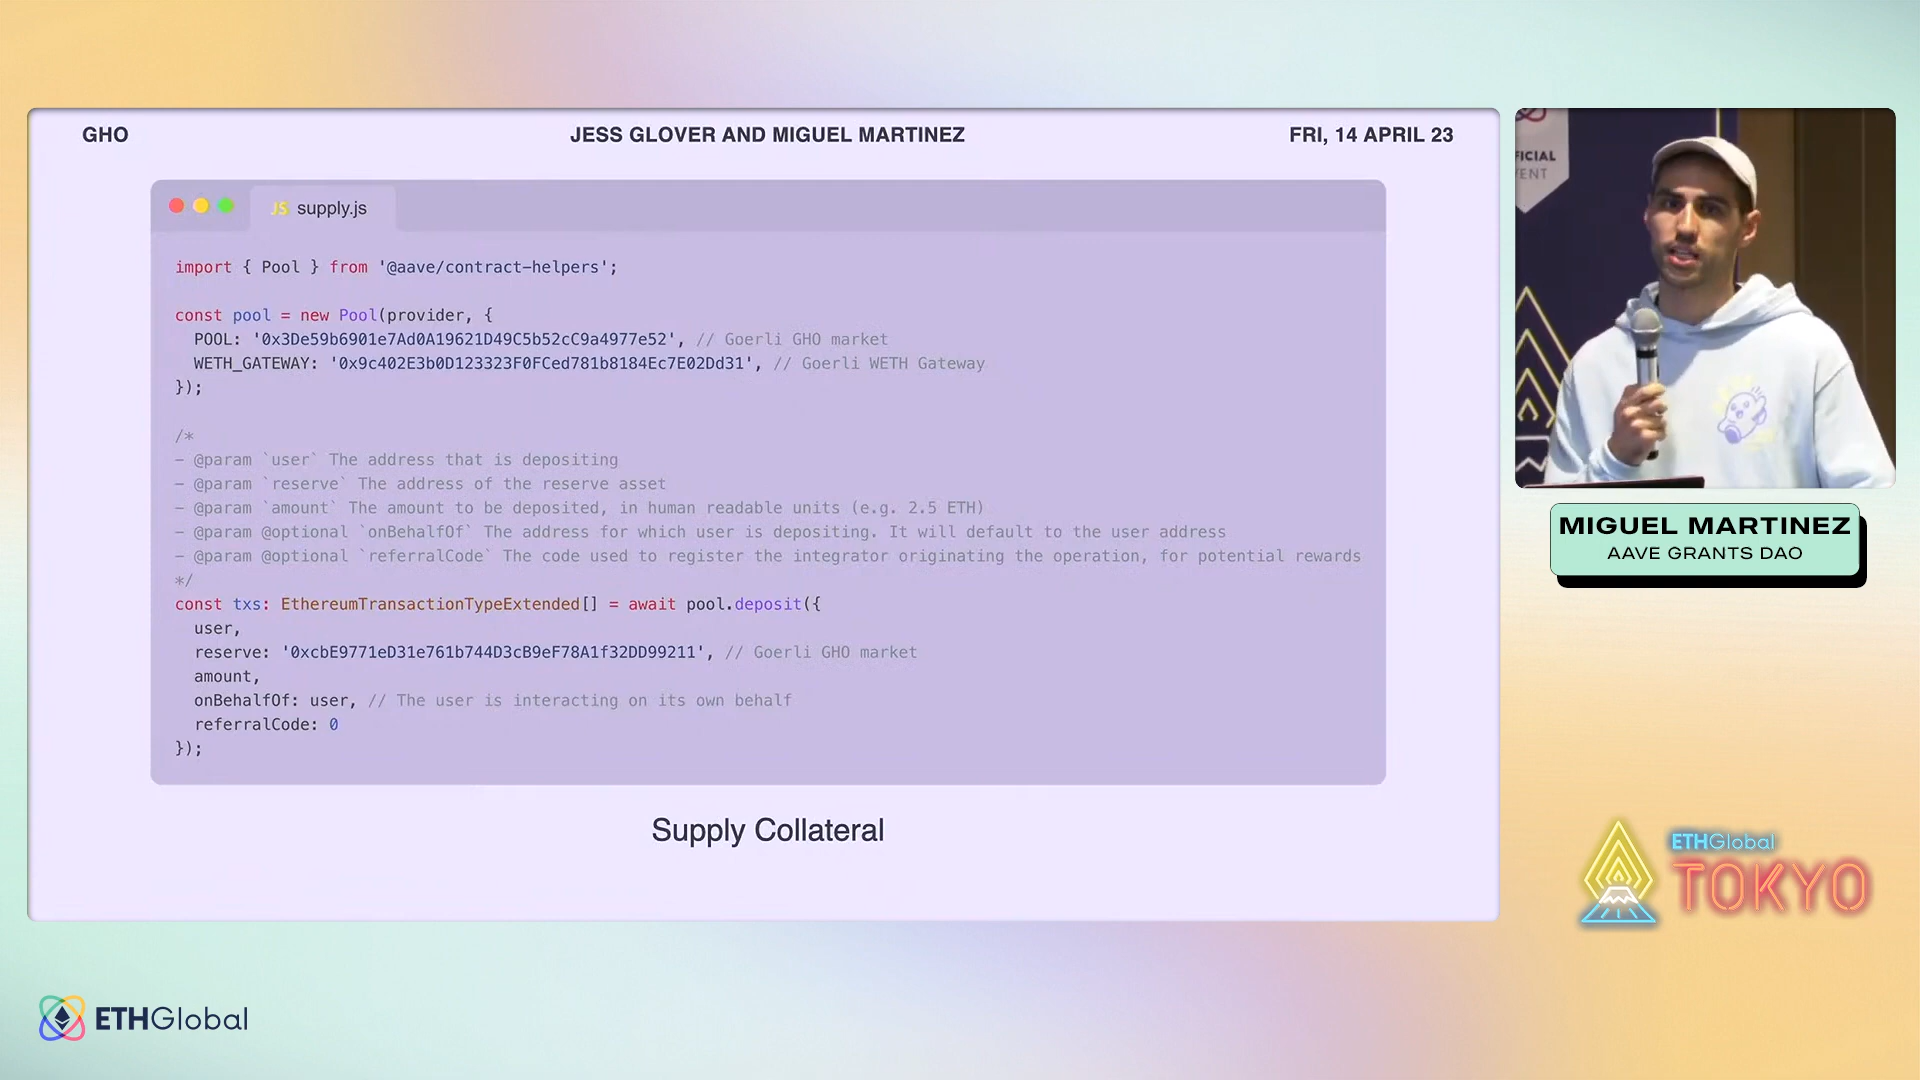 GHO
JESS GLOVER AND MIGUEL MARTINEZ
FRI, 14 APRIL 23
JS supply.js
import { Pool } from '@aave/contract-helpers';
const pool = new Pool(provider, {
POOL: '0x3De59b6901e7Ad0A19621D49C5b52cC9a4977e52', // Goerli GHO market
WETH_GATEWAY: '0x9c402E3b0D123323F0FCed781b8184Ec7E02Dd31', // Goerli WETH Gateway
});
/*
- @param `user` The address that is depositing
- @param `reserve` The address of the reserve asset
- @param `amount` The amount to be deposited, in human readable units (e.g. 2.5 ETH)
- @param @optional `onBehalfOf` The address for which user is depositing. It will default to the user address
- @param @optional `referralCode` The code used to register the integrator originating the operation, for potential rewards
*/
const txs: EthereumTransactionTypeExtended[] = await pool.deposit({
user,
reserve: '0xcbE9771eD31e761b744D3cB9eF78A1f32DD99211', // Goerli GHO market
amount,
onBehalfOf: user, // The user is interacting on its own behalf
referralCode: 0
});
Supply Collateral
FICIAL
ENT
MIGUEL MARTINEZ
AAVE GRANTS DAO
ETHGlobal
TOKYO
ETHGlobal